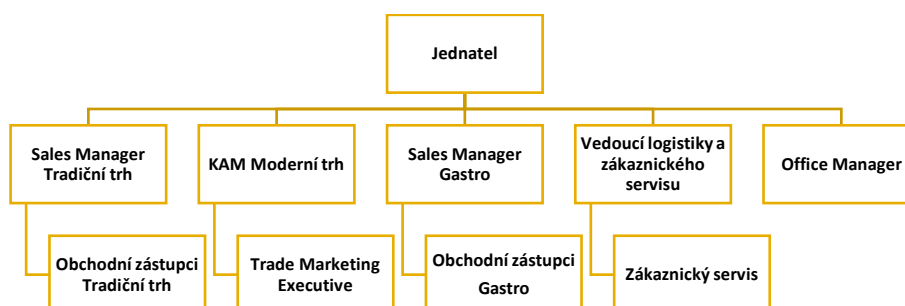 Jednatel
Sales Manager
Tradiční trh
KAM Moderní trh
Sales Manager
Gastro
Vedoucí logistiky a
zákaznického
servisu
Office Manager
Obchodní zástupci
Tradiční trh
Trade Marketing
Executive
Obchodní zástupci
Gastro
Zákaznický servis